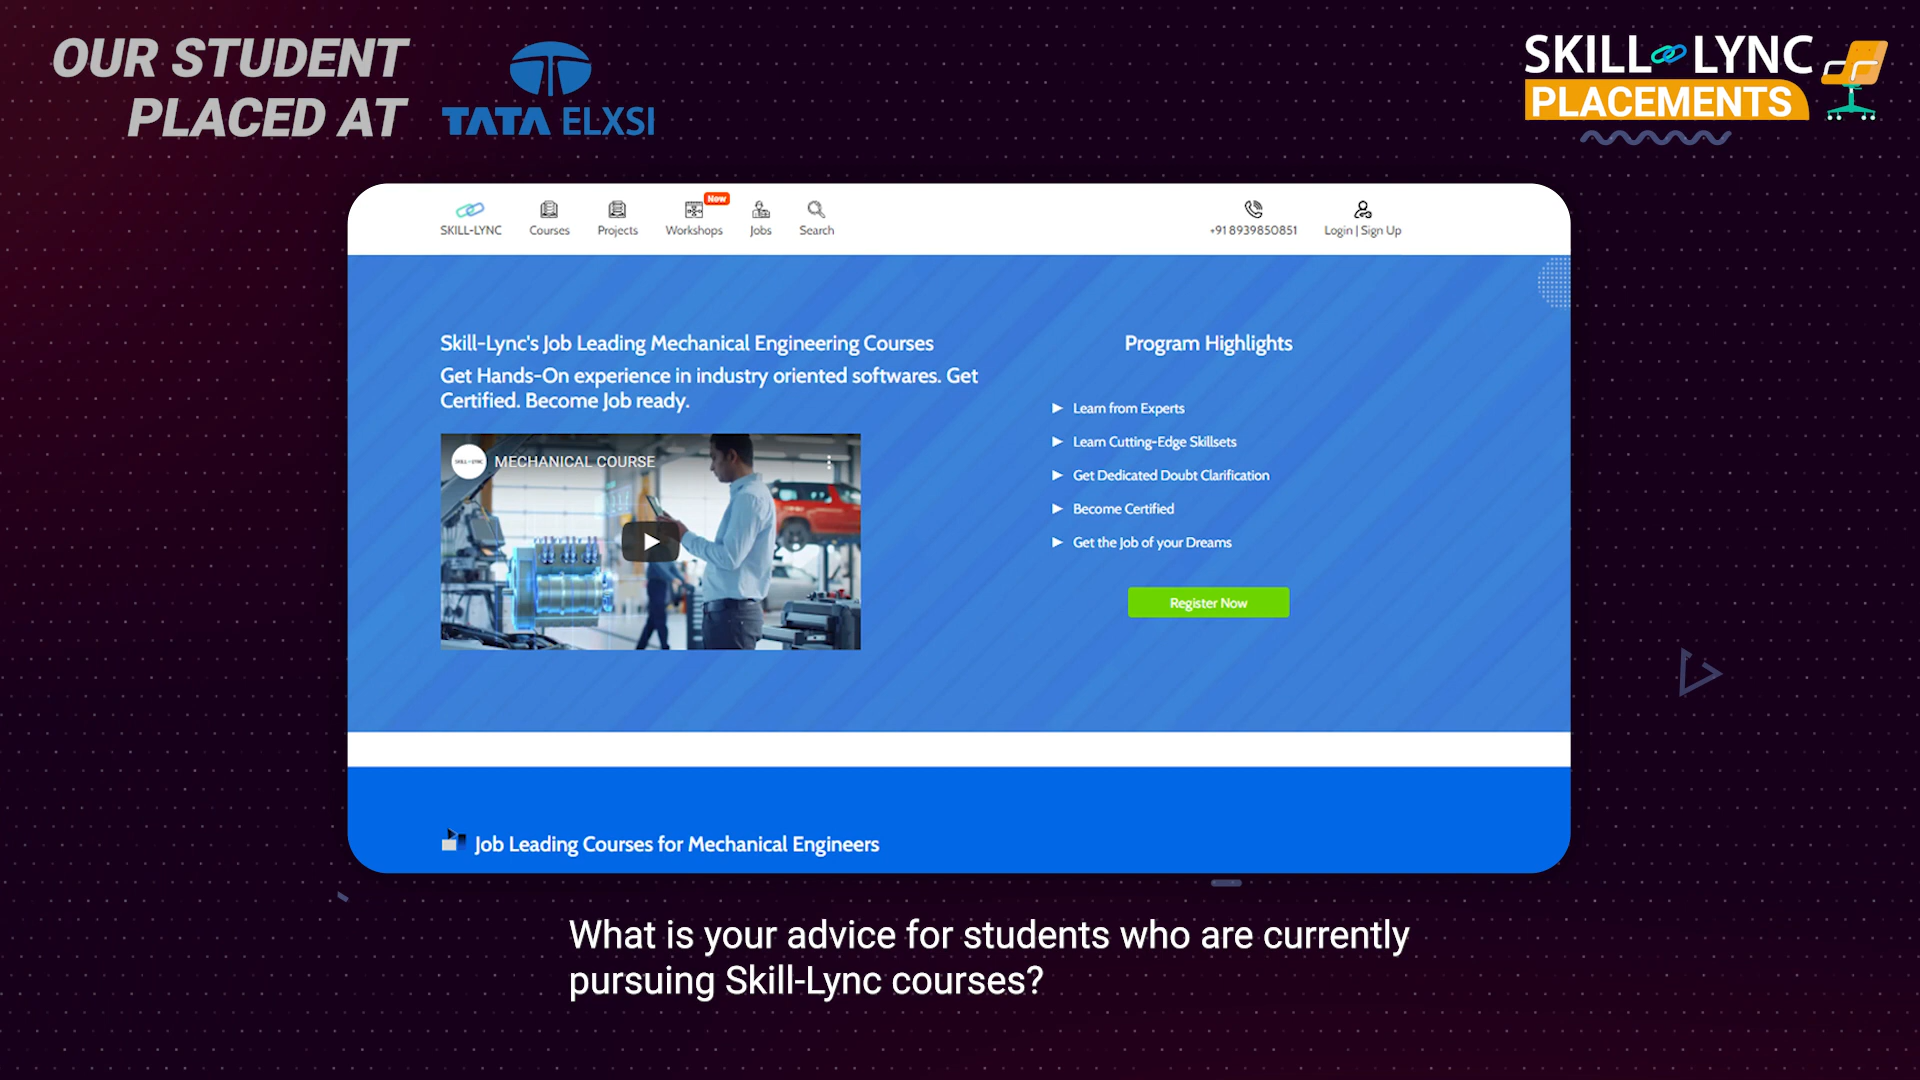 OUR STUDENT
PLACED AT
TATA ELXSI
SKILL LYNC
PLACEMENTS
New
SKILL-LYNC
Courses
Projects
Workshops
Jobs
Search
+91 8939850851
Login | Sign Up
Skill-Lync's Job Leading Mechanical Engineering Courses
Get Hands-On experience in industry oriented softwares. Get
Certified. Become Job ready.
SKILL LYNC
MECHANICAL COURSE
Program Highlights
Learn from Experts
Learn Cutting-Edge Skillsets
Get Dedicated Doubt Clarification
Become Certified
Get the Job of your Dreams
Register Now
Job Leading Courses for Mechanical Engineers
What is your advice for students who are currently
pursuing Skill-Lync courses?